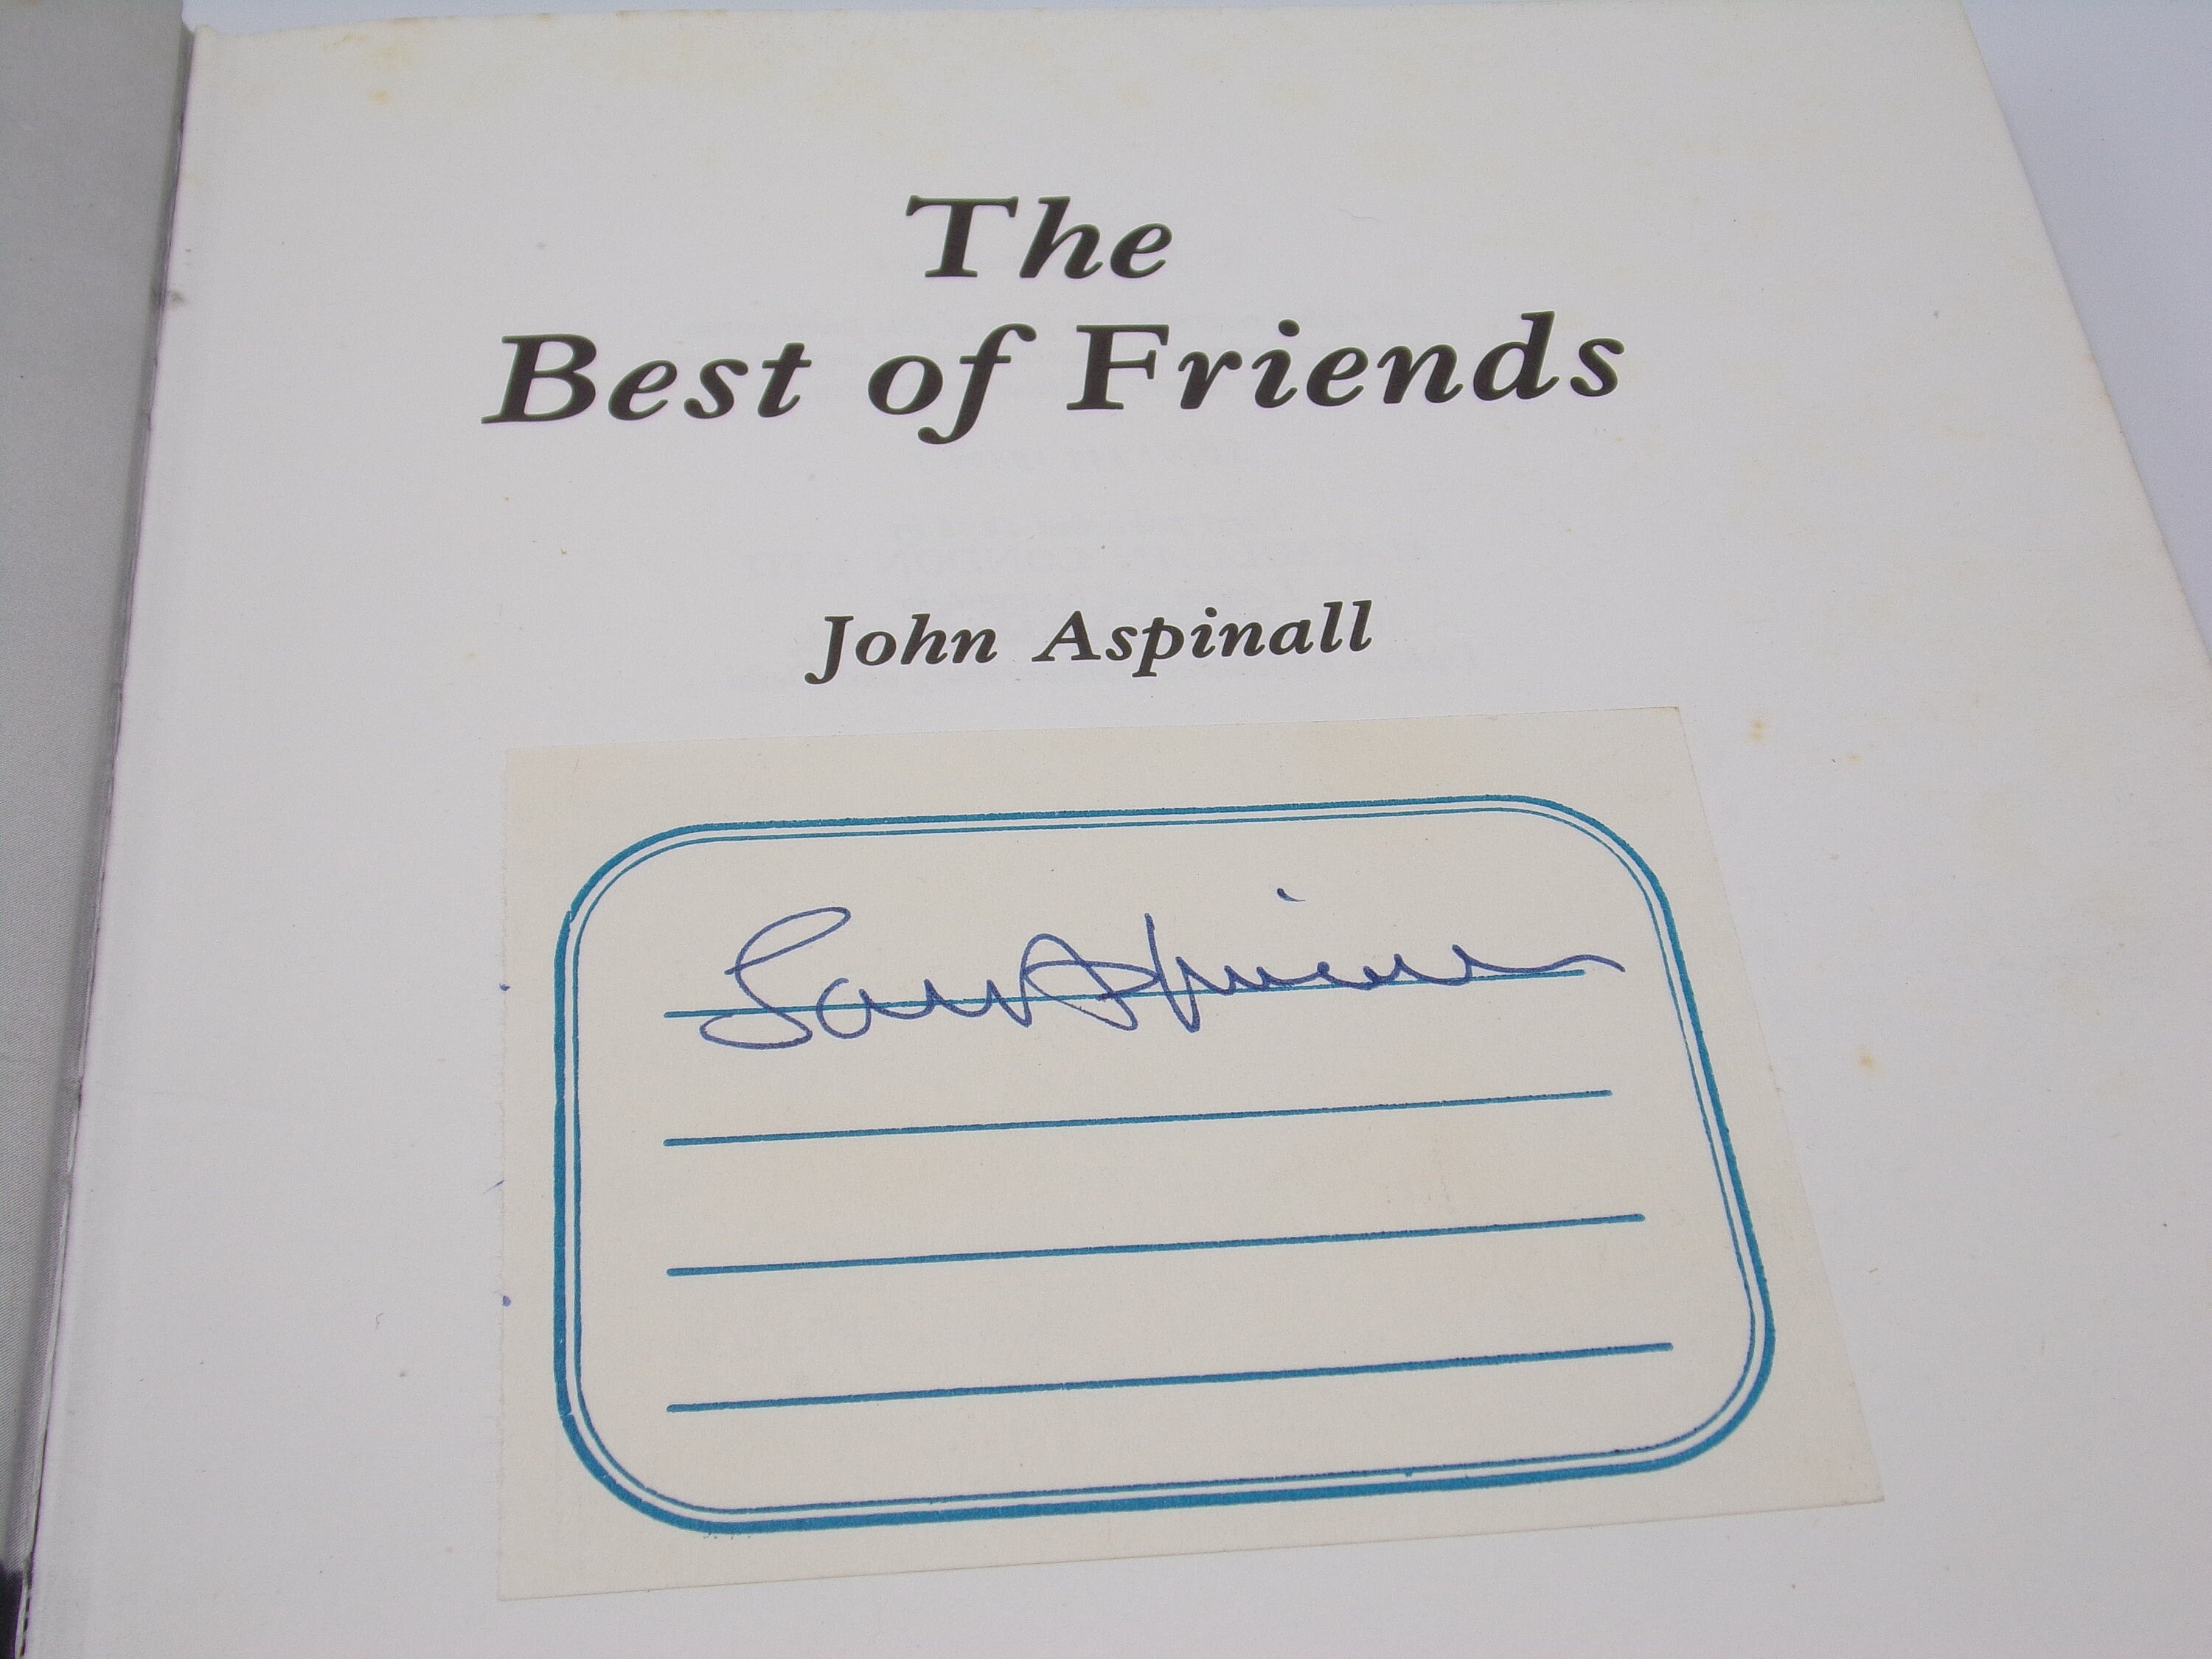 The
Best of Friends
John Aspinall